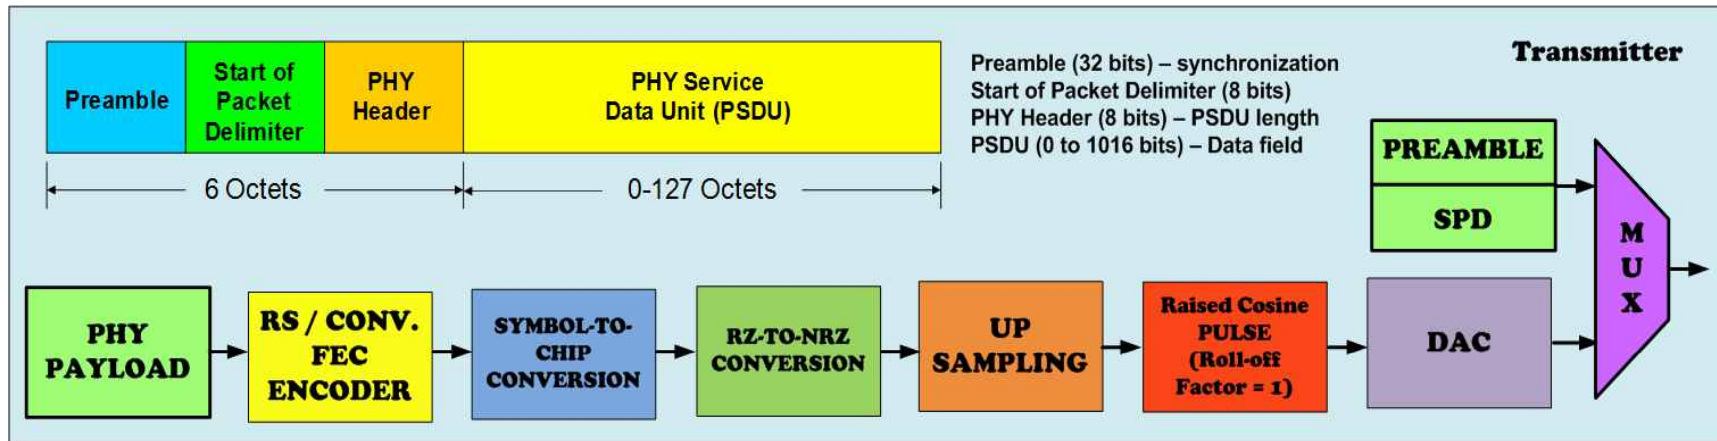 Preamble
Start of
Packet
Delimiter
PHY
Header
PHY Service
Data Unit (PSDU)
6 Octets
0-127 Octets
Preamble (32 bits) – synchronization
Start of Packet Delimiter (8 bits)
PHY Header (8 bits) – PSDU length
PSDU (0 to 1016 bits) – Data field
Transmitter
PREAMBLE
SPD
MUX
PHY
PAYLOAD
RS / CONV.
FEC
ENCODER
SYMBOL-TO-
CHIP
CONVERSION
RZ-TO-NRZ
CONVERSION
UP
SAMPLING
Raised Cosine
PULSE
(Roll-off
Factor = 1)
DAC